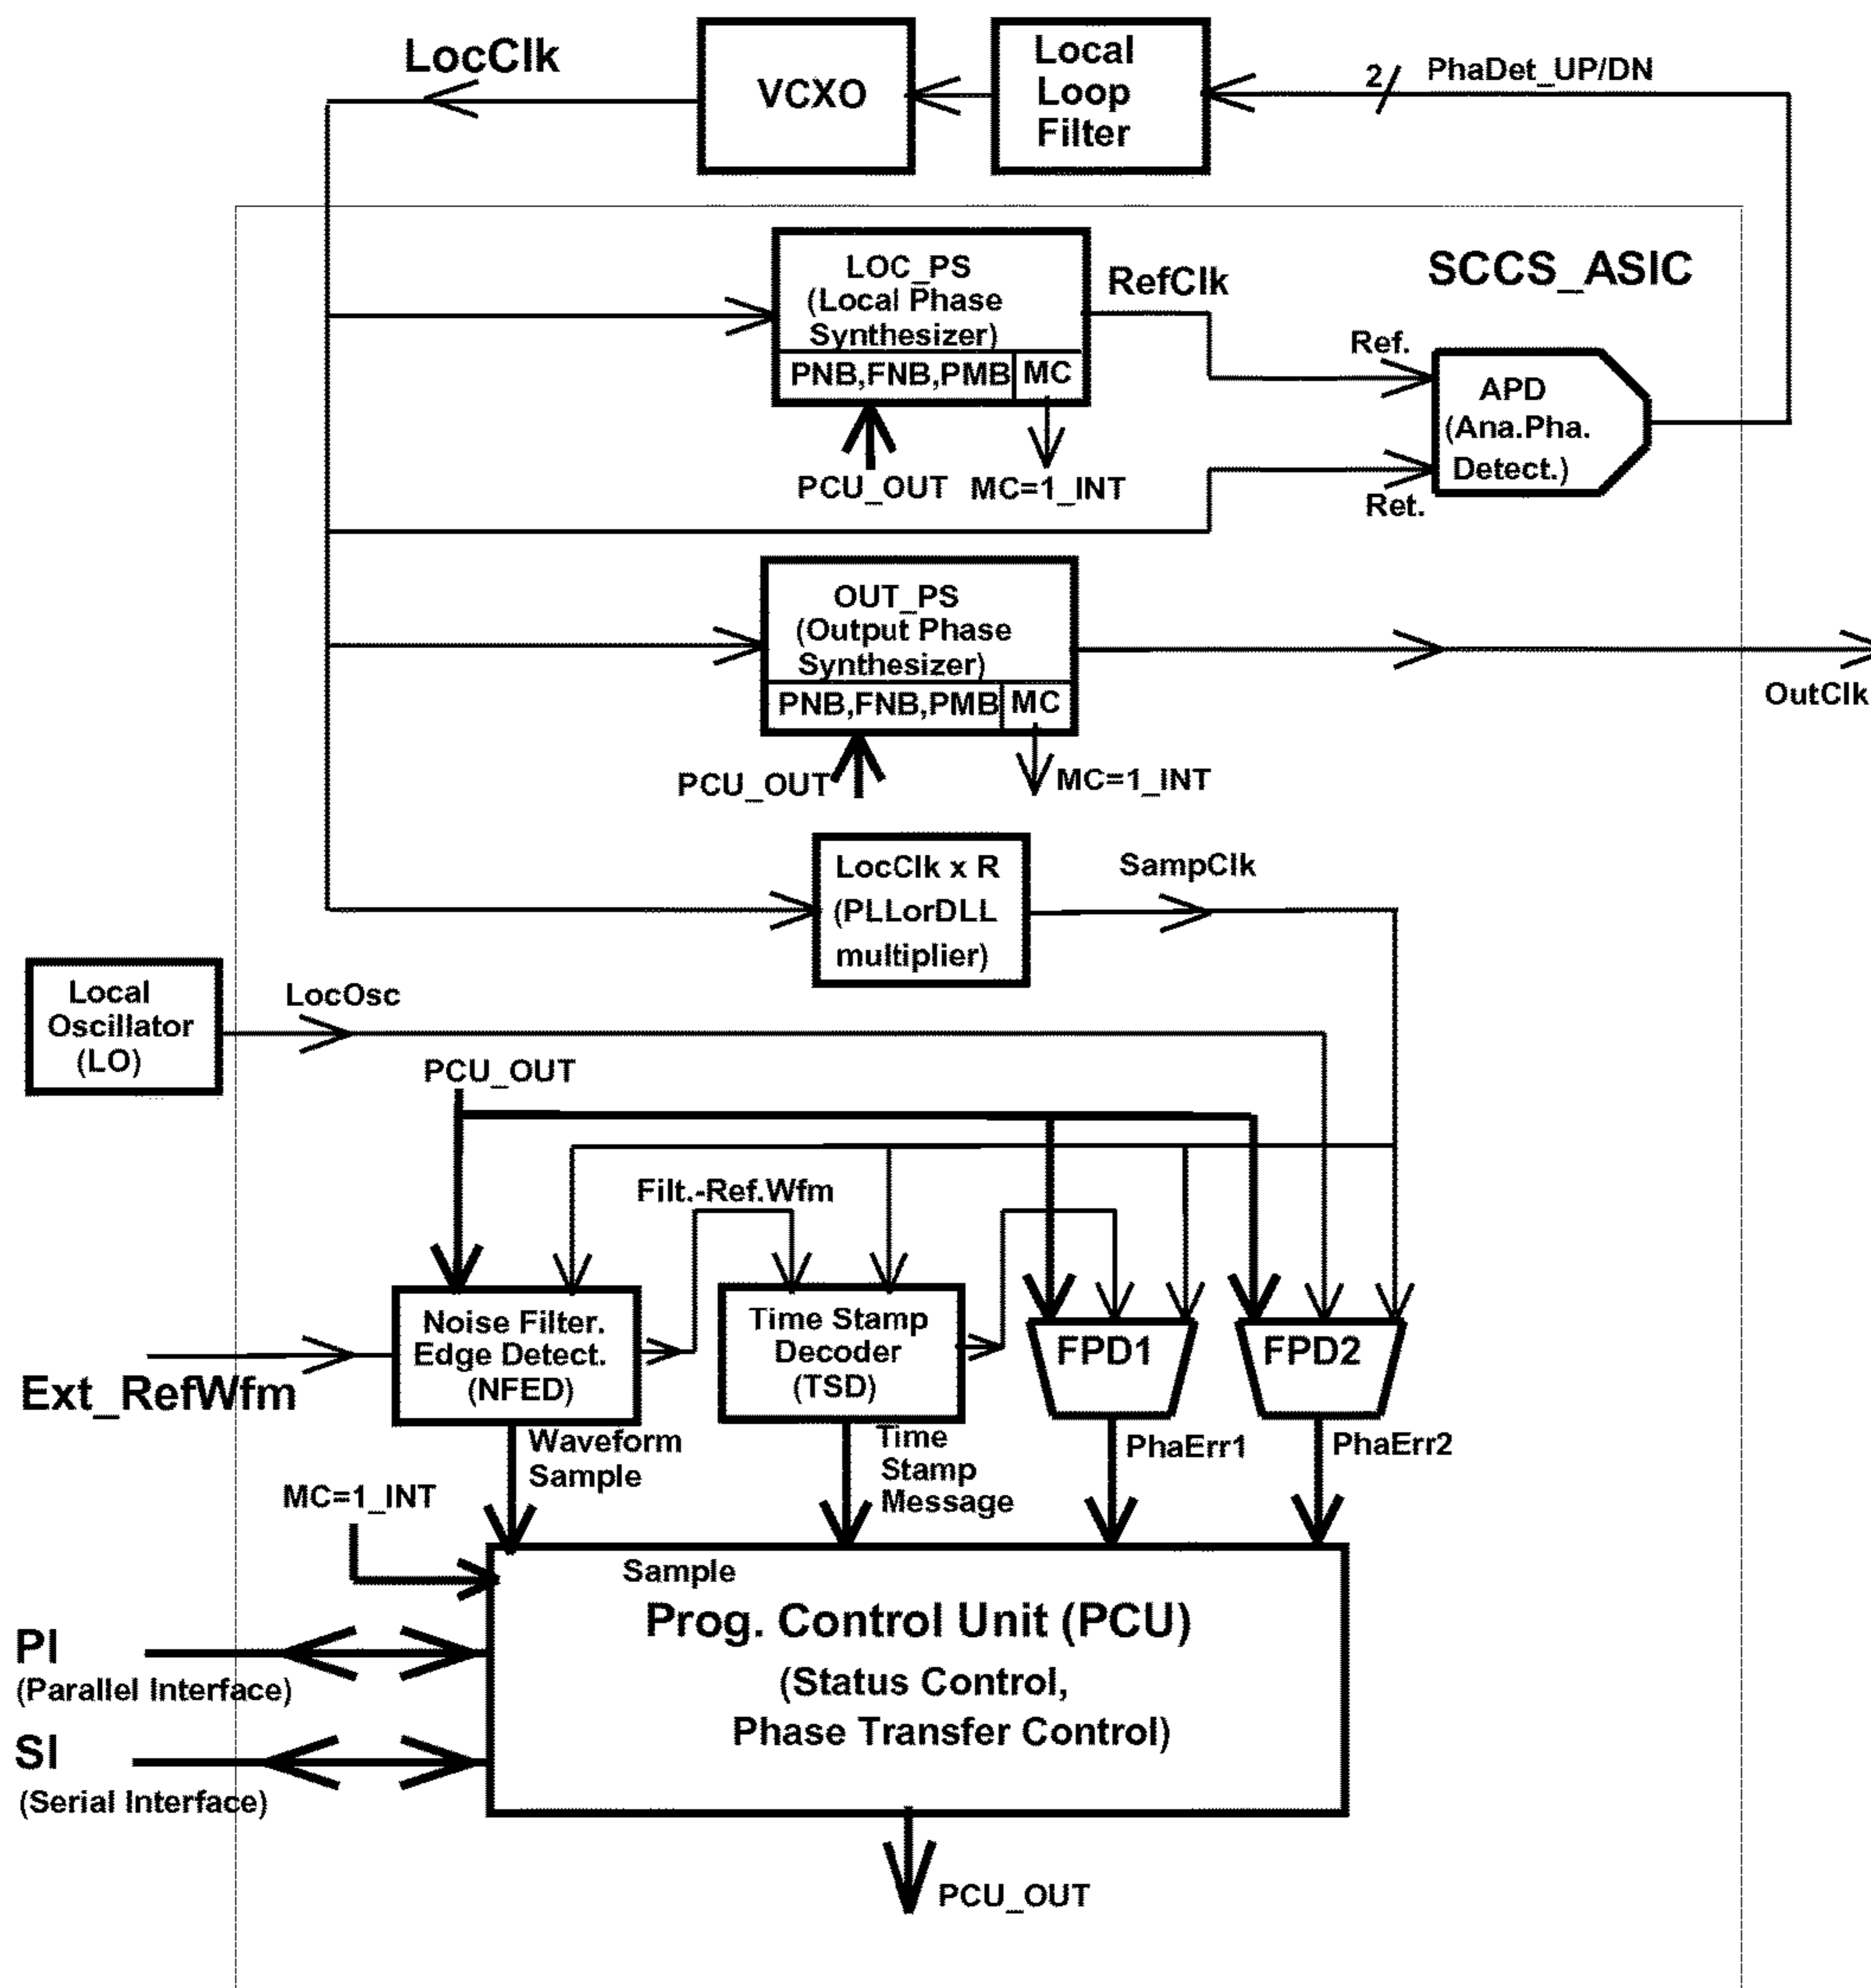 LocClk
VCXO
Local
Loop
Filter
2
PhaDet_UP/DN
SCCS_ASIC
LOC_PS
(Local Phase
Synthesizer)
PNB,FNB,PMB
MC
RefClk
Ref.
APD
(Ana.Pha.
Detect.)
Ret.
PCU_OUT
MC=1_INT
OUT_PS
(Output Phase
Synthesizer)
PNB,FNB,PMB
MC
OutClk
PCU_OUT
MC=1_INT
LocClk x R
(PLLorDLL
multiplier)
SampClk
Local
Oscillator
(LO)
LocOsc
PCU_OUT
Filt.-Ref.Wfm
Noise Filter.
Edge Detect.
(NFED)
Time Stamp
Decoder
(TSD)
FPD1
FPD2
Ext_RefWfm
Waveform
Sample
Time
Stamp
Message
PhaErr1
PhaErr2
MC=1_INT
Sample
Prog. Control Unit (PCU)
(Status Control,
Phase Transfer Control)
PI
(Parallel Interface)
SI
(Serial Interface)
PCU_OUT